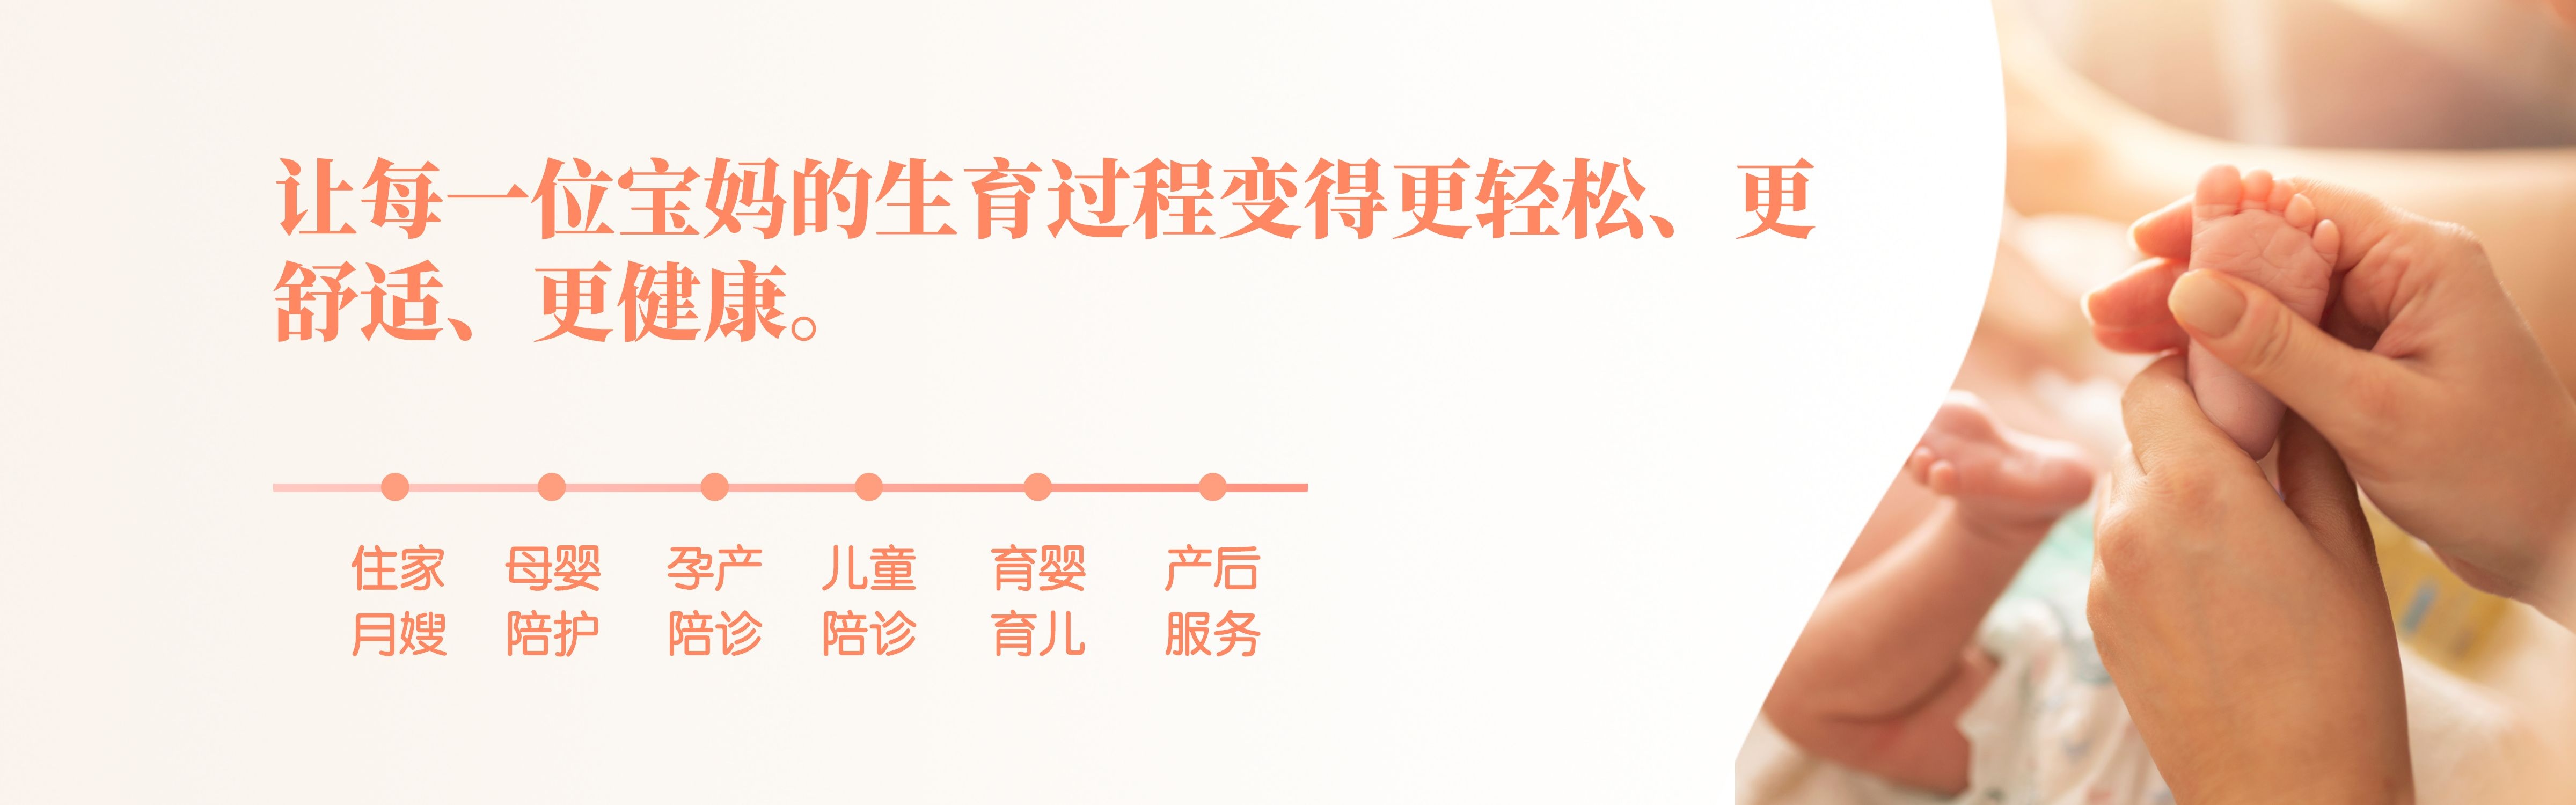 让每一位宝妈的生育过程变得更轻松、更
舒适、更健康。
住家
月嫂
母婴
陪护
孕产
陪诊
儿童
陪诊
育婴
育儿
产后
服务